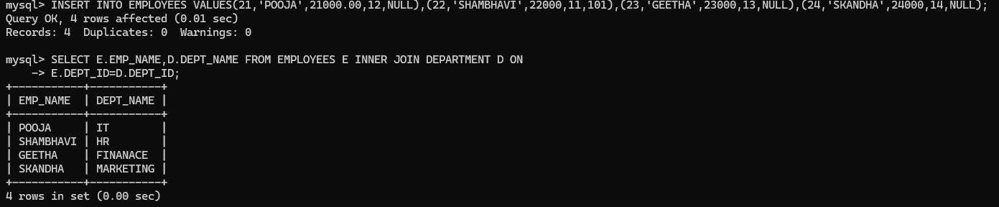 mysql> INSERT INTO EMPLOYEES VALUES(21,'POOJA',21000.00,12,NULL),(22,'SHAMBHAVI',22000,11,101),(23,'GEETHA',23000,13,NULL),(24,'SKANDHA',24000,14,NULL);
Query OK, 4 rows affected (0.01 sec)
Records: 4  Duplicates: 0  Warnings: 0
mysql> SELECT E.EMP_NAME,D.DEPT_NAME FROM EMPLOYEES E INNER JOIN DEPARTMENT D ON
    -> E.DEPT_ID=D.DEPT_ID;
+-----------+-----------+
| EMP_NAME  | DEPT_NAME |
+-----------+-----------+
| POOJA     | IT        |
| SHAMBHAVI | HR        |
| GEETHA    | FINANACE  |
| SKANDHA   | MARKETING |
+-----------+-----------+
4 rows in set (0.00 sec)